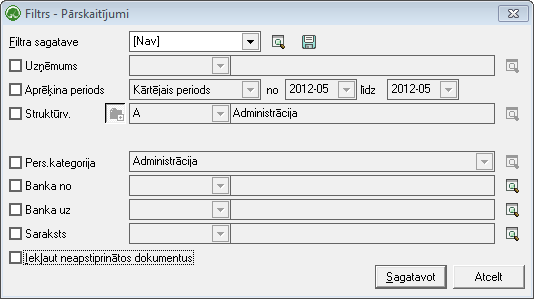 Filtrs - Pārskaitījumi
Filtra sagatave [Nav]
Uzņēmums
Aprēķina periods Kārtējais periods no 2012-05 līdz 2012-05
Struktūrv. A Administrācija
Pers.kategorija Administrācija
Banka no
Banka uz
Saraksts
Iekļaut neapstiprinātos dokumentus
Sagatavot Atcelt